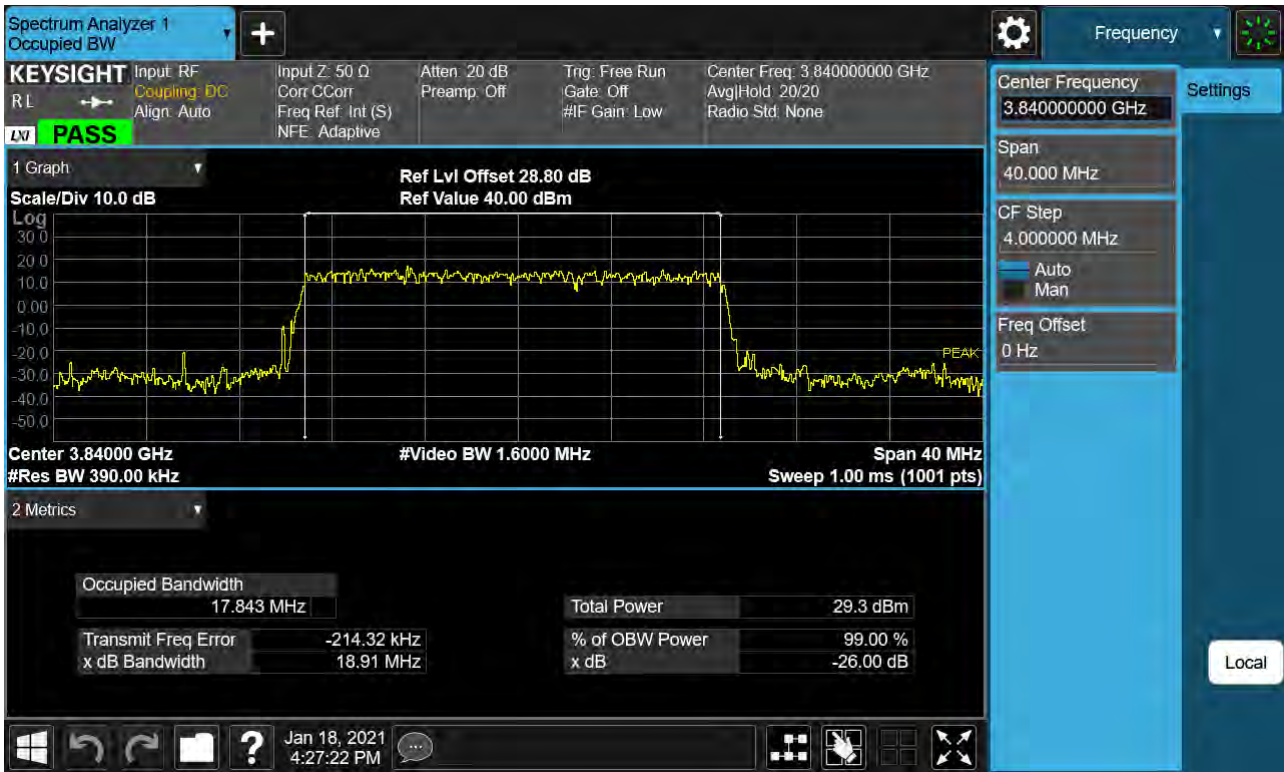 Spectrum Analyzer 1
Occupied BW
Frequency
KEYSIGHT
RL
LXI
PASS
Input: RF
Coupling: DC
Align: Auto
Input Z: 50 Ω
Corr CCorr
Freq Ref: Int (S)
NFE: Adaptive
Atten: 20 dB
Preamp: Off
Trig: Free Run
Gate: Off
#IF Gain: Low
Center Freq: 3.840000000 GHz
Avg|Hold: 20/20
Radio Std: None
Center Frequency
3.840000000 GHz
Settings
Span
40.000 MHz
CF Step
4.000000 MHz
Auto
Man
Freq Offset
0 Hz
1 Graph
Scale/Div 10.0 dB
Ref Lvl Offset 28.80 dB
Ref Value 40.00 dBm
Log
30.0
20.0
10.0
0.00
-10.0
-20.0
-30.0
-40.0
-50.0
PEAK
Center 3.84000 GHz
#Video BW 1.6000 MHz
Span 40 MHz
#Res BW 390.00 kHz
Sweep 1.00 ms (1001 pts)
2 Metrics
Occupied Bandwidth
17.843 MHz
Total Power 29.3 dBm
Transmit Freq Error -214.32 kHz
% of OBW Power 99.00 %
x dB Bandwidth 18.91 MHz
x dB -26.00 dB
Local
Jan 18, 2021
4:27:22 PM